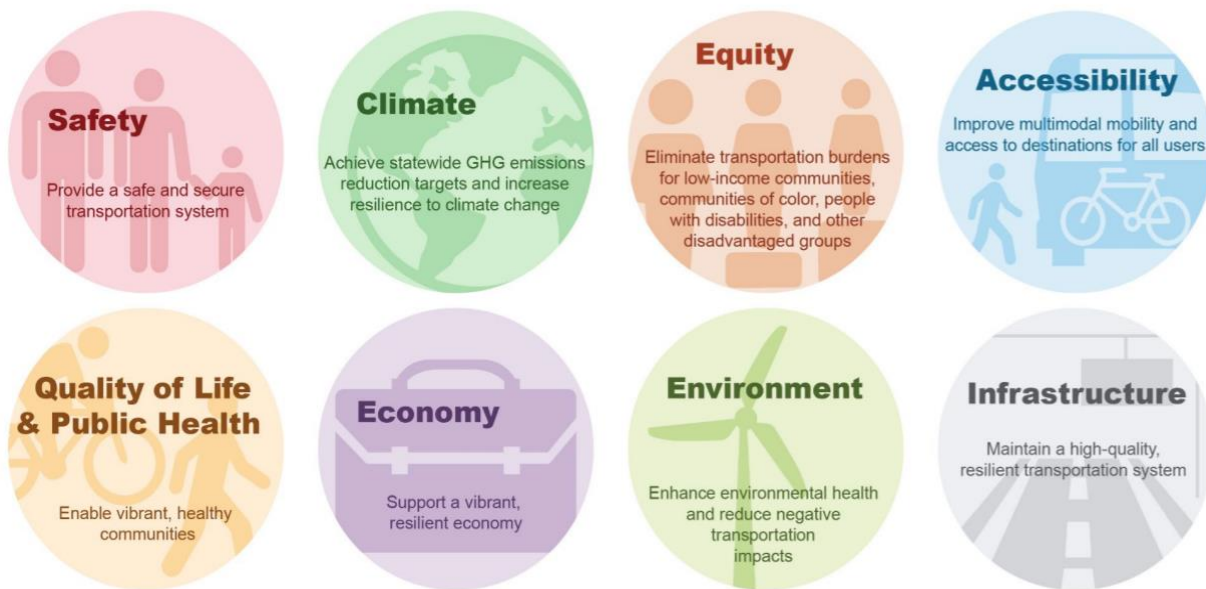 Safety
Provide a safe and secure
transportation system
Climate
Achieve statewide GHG emissions
reduction targets and increase
resilience to climate change
Equity
Eliminate transportation burdens
for low-income communities,
communities of color, people
with disabilities, and other
disadvantaged groups
Accessibility
Improve multimodal mobility and
access to destinations for all users
Quality of Life
& Public Health
Enable vibrant, healthy
communities
Economy
Support a vibrant,
resilient economy
Environment
Enhance environmental health
and reduce negative
transportation
impacts
Infrastructure
Maintain a high-quality,
resilient transportation system